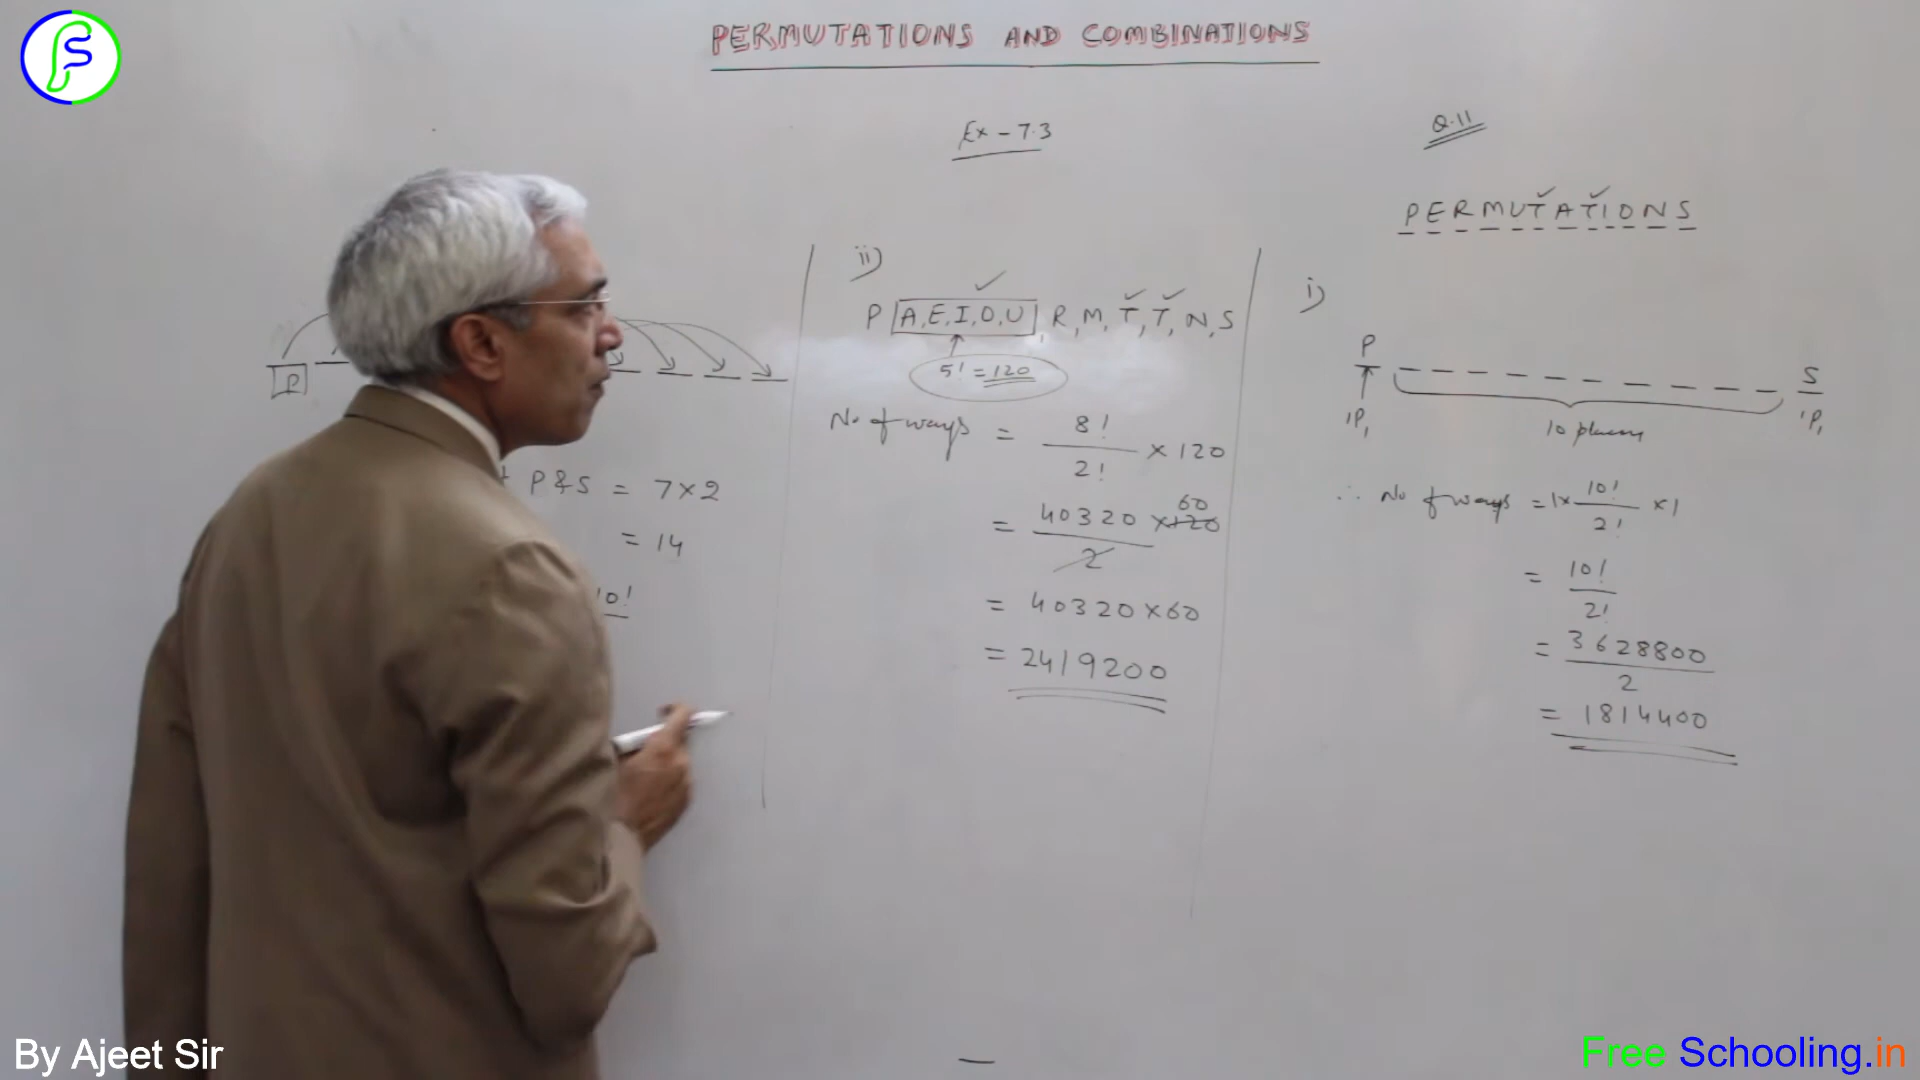 PERMUTATIONS AND COMBINATIONS
Ex - 7.3
Q.11
PERMUTATIONS
i)
P
S
¹P₁
10 places
¹P₁
∴ No of ways = 1 × 10!/2! × 1
= 10!/2!
= 3628800/2
= 1814400
ii)
P A, E, I, O, U, R, M, T, T, N, S
5! = 120
No of ways = 8!/2! × 120
= 40320/2 × 120 60
= 40320 × 60
= 2419200
P
P & S = 7 × 2
= 14
10!
By Ajeet Sir
Free Schooling.in